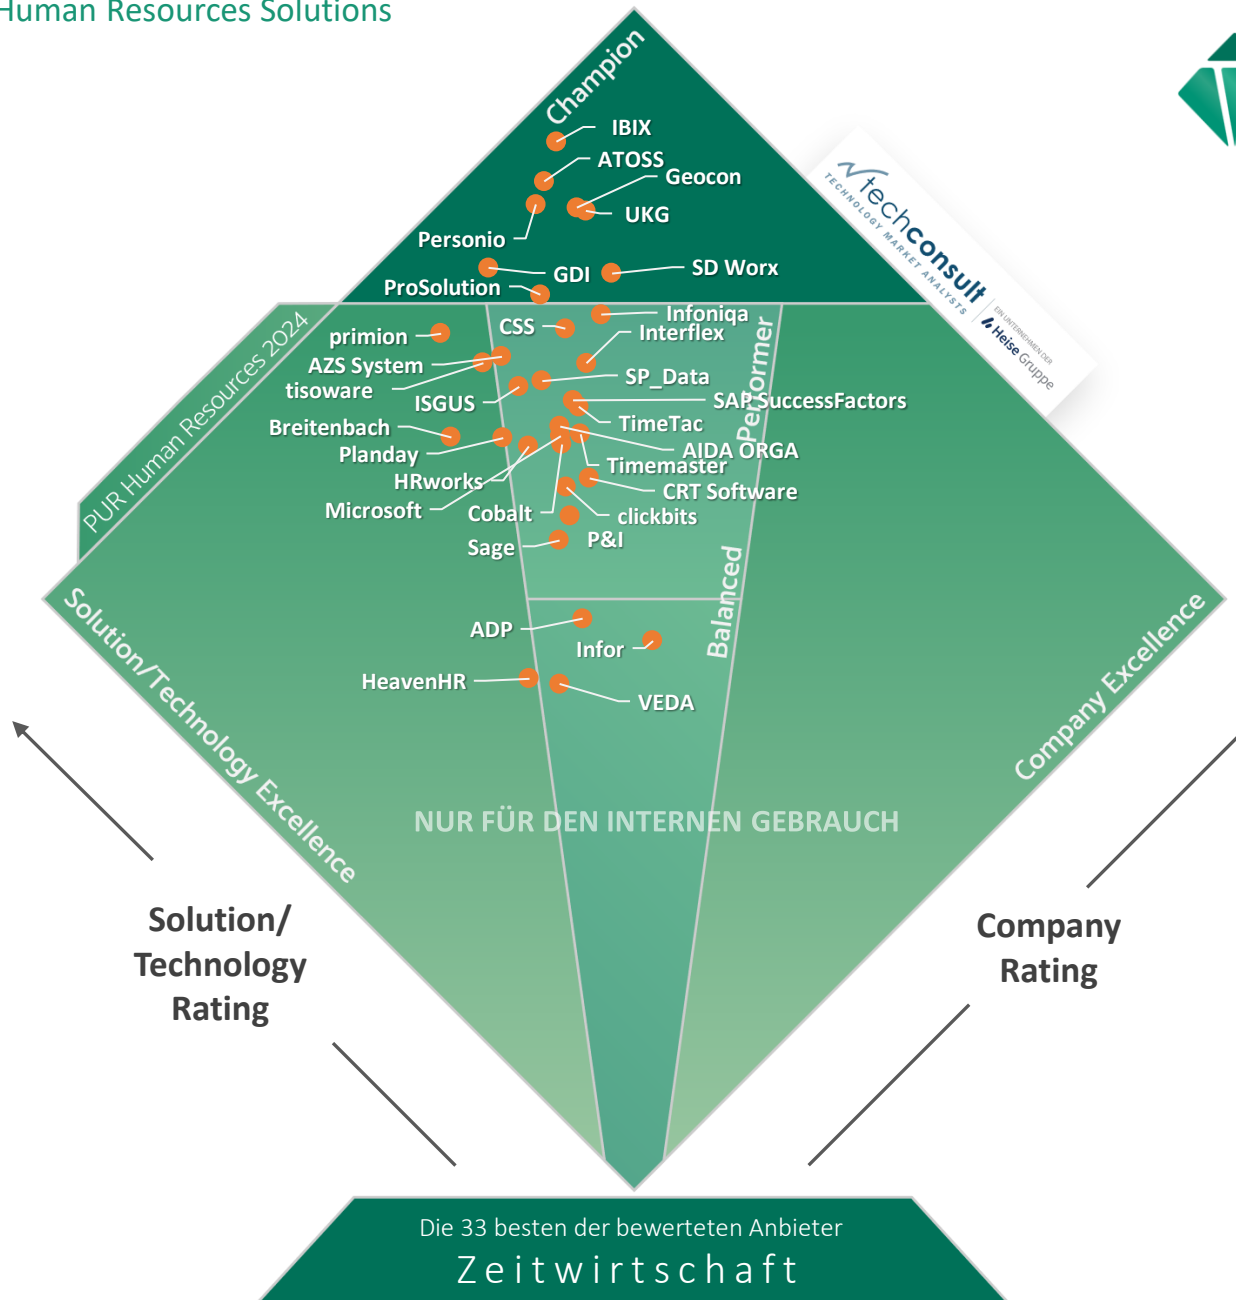 Human Resources Solutions
Champion
IBIX
ATOSS
Geocon
UKG
Personio
GDI
SD Worx
ProSolution
techconsult
TECHNOLOGY MARKET ANALYSTS
EIN UNTERNEHMEN DER
Heise Gruppe
PUR Human Resources 2024
Infoniqa
CSS
Interflex
primion
Performer
AZS System
SP_Data
tisoware
ISGUS
SAP SuccessFactors
TimeTac
Breitenbach
AIDA ORGA
Planday
Timemaster
HRworks
CRT Software
Microsoft
Cobalt
clickbits
P&I
Sage
Balanced
ADP
Infor
HeavenHR
VEDA
Solution/Technology Excellence
Company Excellence
NUR FÜR DEN INTERNEN GEBRAUCH
Solution/
Technology
Rating
Company
Rating
Die 33 besten der bewerteten Anbieter
Zeitwirtschaft